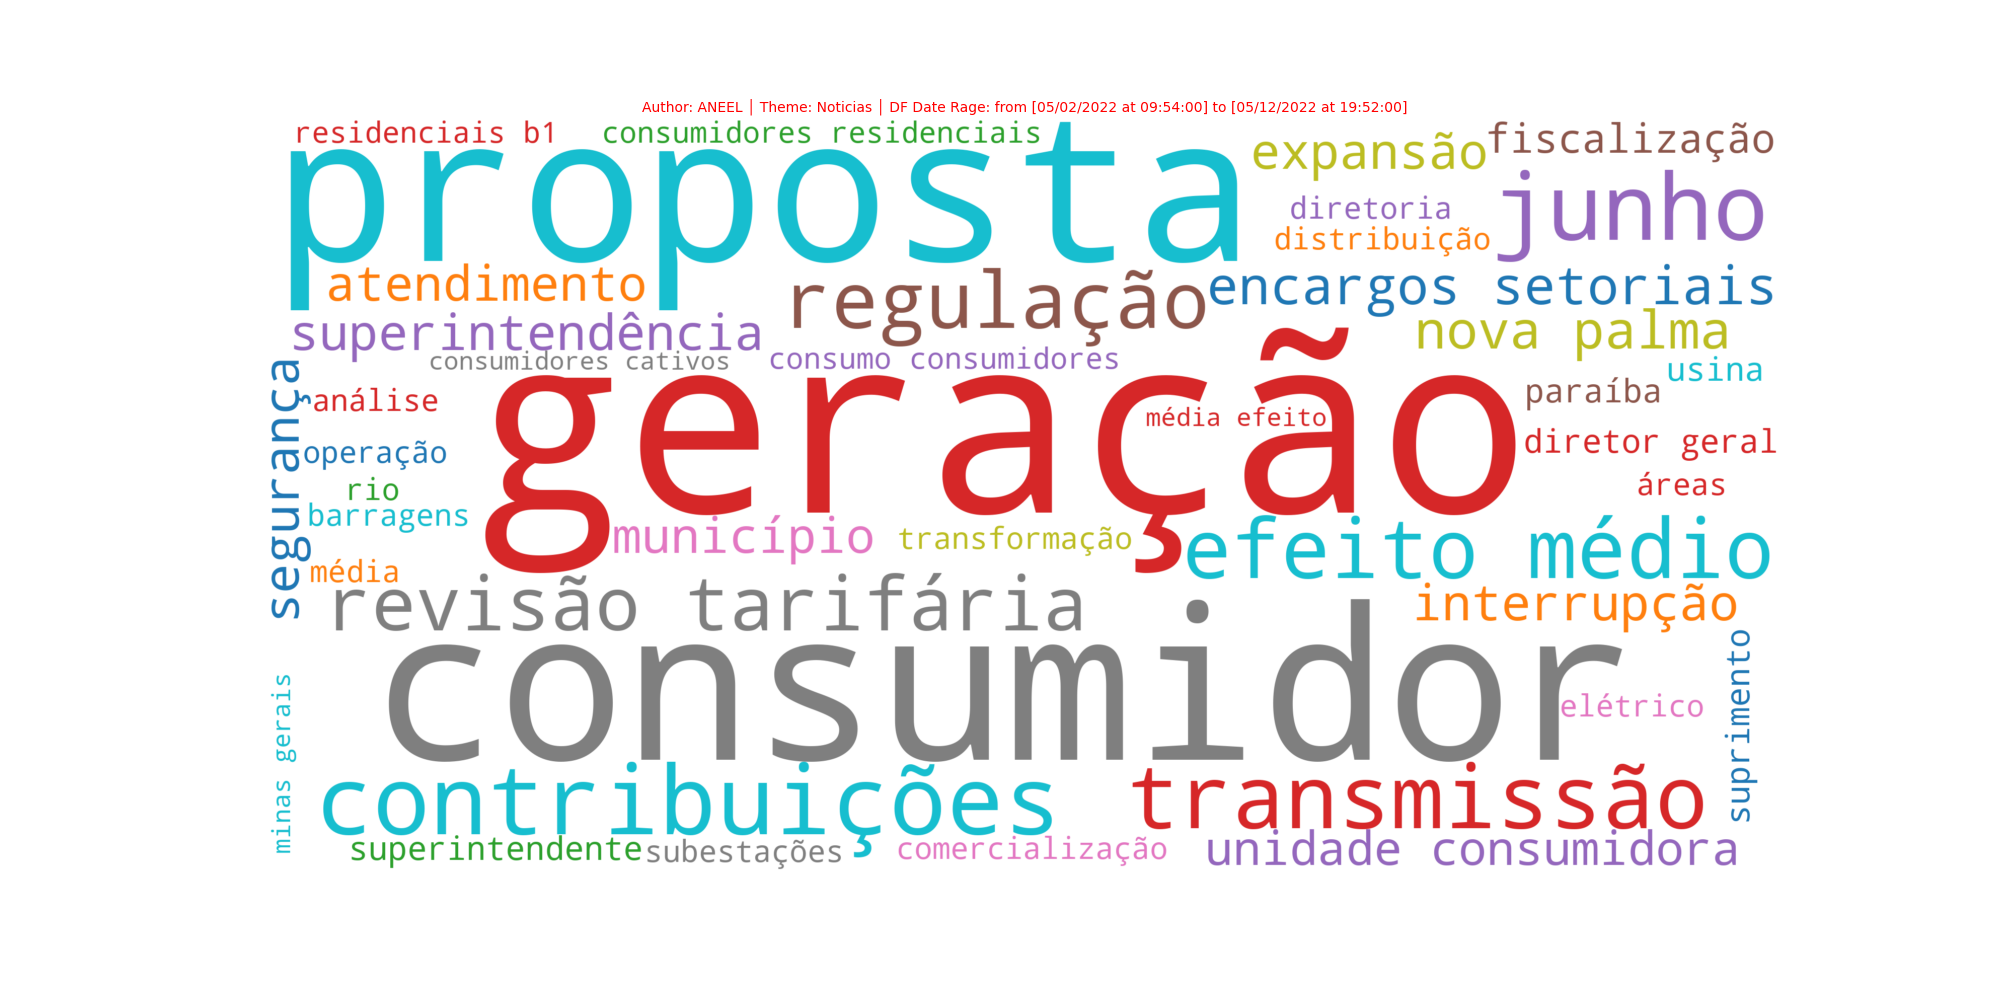 Author: ANEEL | Theme: Noticias | DF Date Rage: from [05/02/2022 at 09:54:00] to [05/12/2022 at 19:52:00]
residenciais b1
consumidores residenciais
proposta
expansão
fiscalização
diretoria
junho
distribuição
atendimento
regulação
encargos setoriais
superintendência
nova palma
consumidores cativos
consumo consumidores
usina
segurança
análise
geração
média efeito
paraíba
operação
diretor geral
rio
áreas
barragens
município
transformação
efeito médio
média
revisão tarifária
interrupção
consumidor
suprimento
minas gerais
elétrico
contribuições
transmissão
superintendente
subestações
comercialização
unidade consumidora